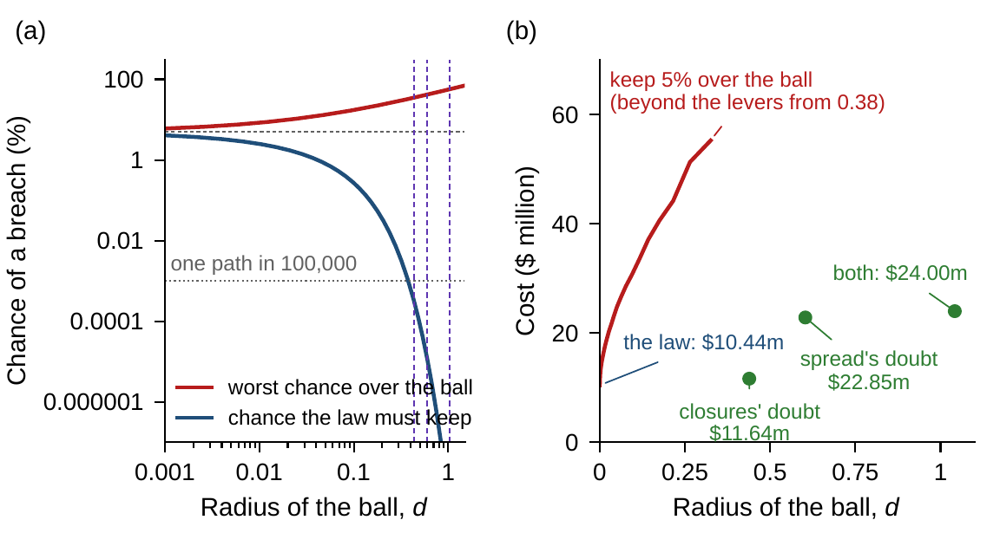 (a)
100
1
0.01
0.0001
0.000001
Chance of a breach (%)
one path in 100,000
worst chance over the ball
chance the law must keep
0.001
0.01
0.1
1
Radius of the ball, d
(b)
keep 5% over the ball
(beyond the levers from 0.38)
60
40
20
0
Cost ($ million)
both: $24.00m
the law: $10.44m
spread's doubt
$22.85m
closures' doubt
$11.64m
0
0.25
0.5
0.75
1
Radius of the ball, d